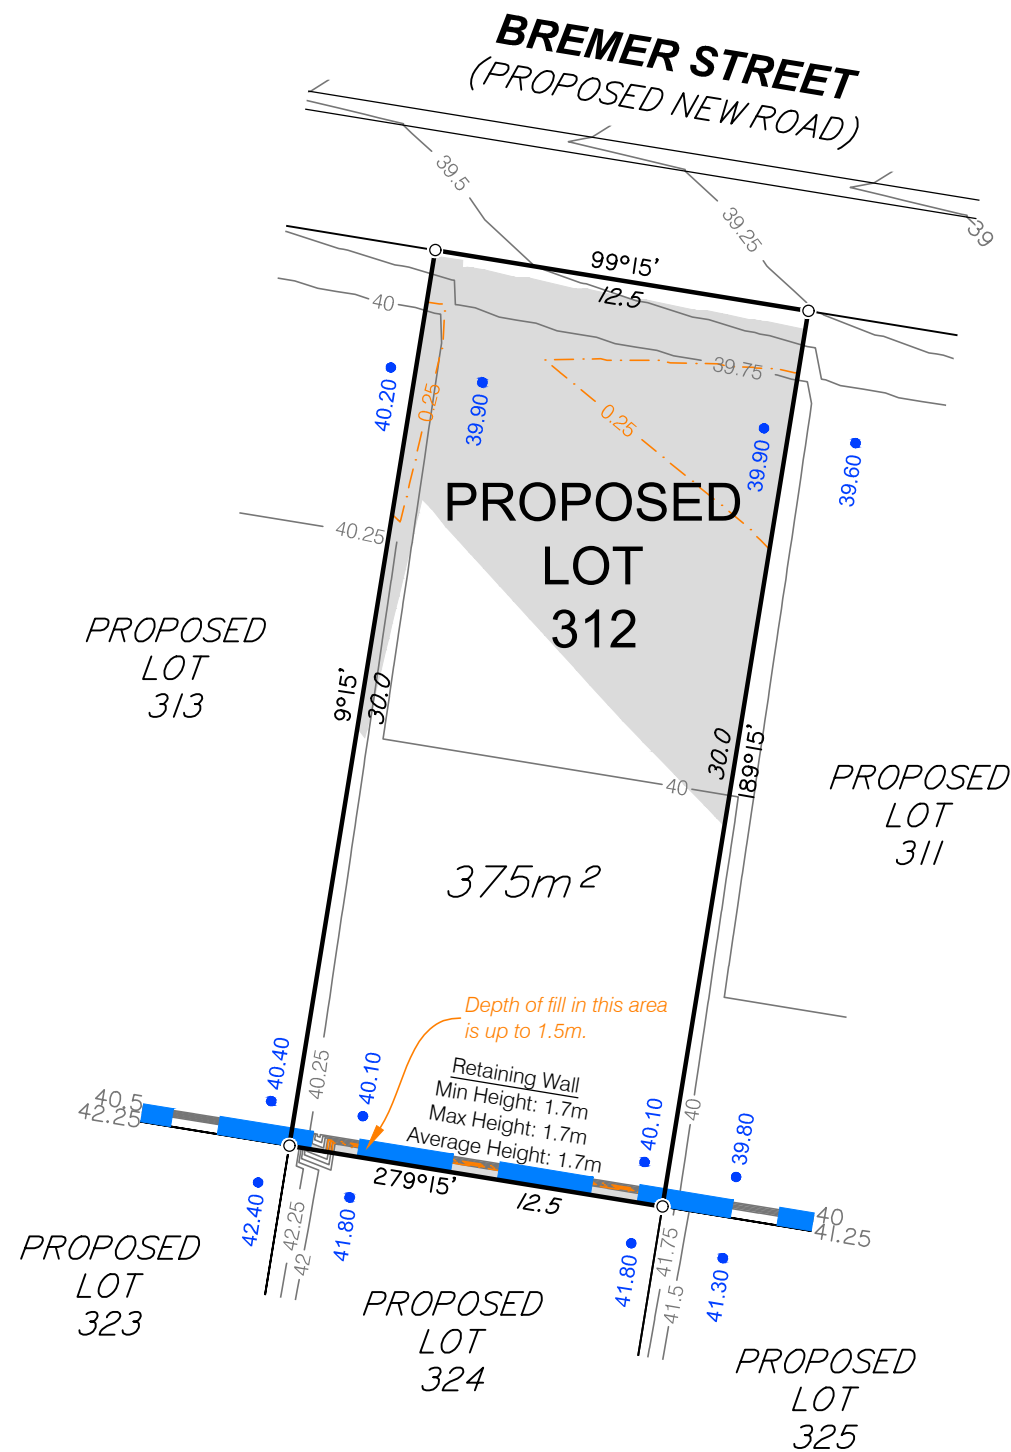 BREMER STREET
(PROPOSED NEW ROAD)
39.5
39.25
39
99°15'
12.5
40
39.75
40.20
0.25
39.90
0.25
39.90
39.60
PROPOSED
LOT
312
40.25
PROPOSED
LOT
313
9°15'
30.0
30.0
189°15'
40
PROPOSED
LOT
311
375m²
Depth of fill in this area
is up to 1.5m.
Retaining Wall
Min Height: 1.7m
Max Height: 1.7m
Average Height: 1.7m
40.40
40.25
40.10
40.10
40
39.80
40.5
42.25
279°15'
12.5
40
41.25
42.40
42.25
42
41.80
41.80
41.75
41.5
41.30
PROPOSED
LOT
323
PROPOSED
LOT
324
PROPOSED
LOT
325